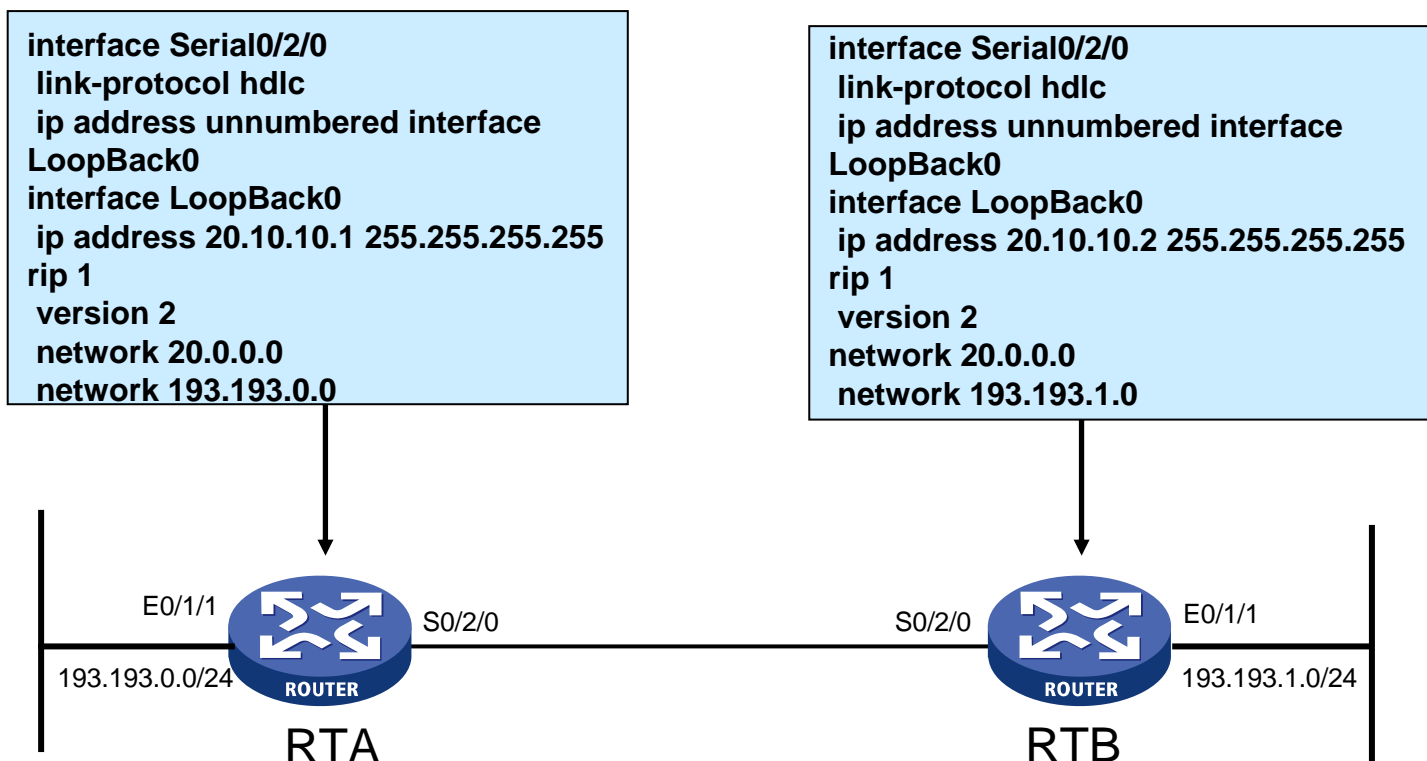 interface Serial0/2/0
link-protocol hdlc
ip address unnumbered interface
LoopBack0
interface LoopBack0
ip address 20.10.10.1 255.255.255.255
rip 1
version 2
network 20.0.0.0
network 193.193.0.0
interface Serial0/2/0
link-protocol hdlc
ip address unnumbered interface
LoopBack0
interface LoopBack0
ip address 20.10.10.2 255.255.255.255
rip 1
version 2
network 20.0.0.0
network 193.193.1.0
E0/1/1
S0/2/0
S0/2/0
E0/1/1
193.193.0.0/24
ROUTER
ROUTER
193.193.1.0/24
RTA
RTB